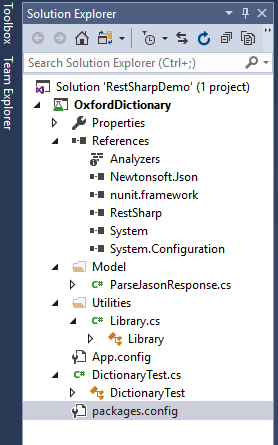 Toolbox
Team Explorer
Solution Explorer
Search Solution Explorer (Ctrl+;)
Solution 'RestSharpDemo' (1 project)
OxfordDictionary
Properties
References
Analyzers
Newtonsoft.Json
nunit.framework
RestSharp
System
System.Configuration
Model
C# ParseJasonResponse.cs
Utilities
C# Library.cs
Library
App.config
C# DictionaryTest.cs
DictionaryTest
packages.config